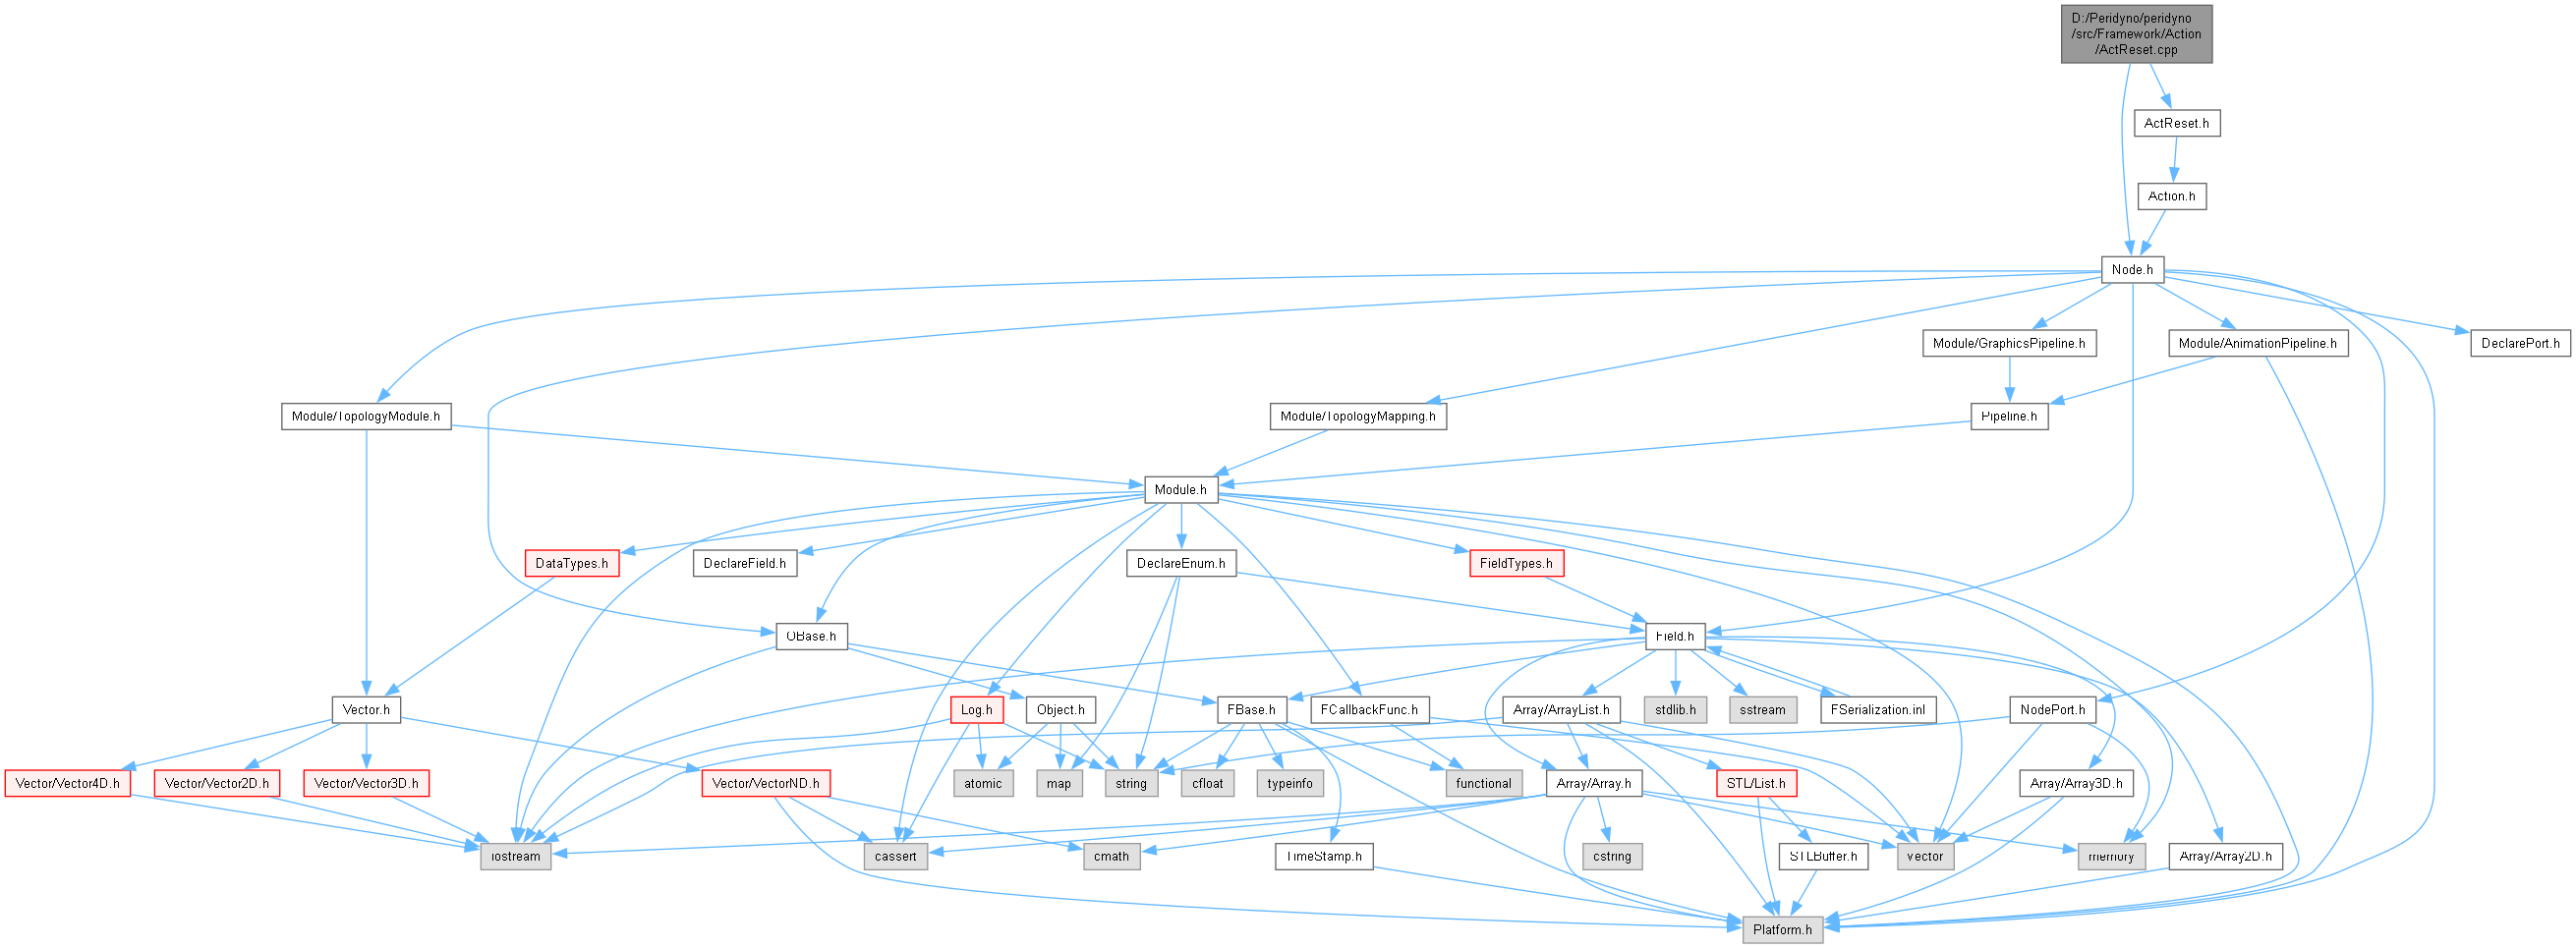 D:/Peridyno/peridyno
/src/Framework/Action
/ActReset.cpp
ActReset.h
Action.h
Node.h
Module/GraphicsPipeline.h
Module/AnimationPipeline.h
DeclarePort.h
Module/TopologyModule.h
Module/TopologyMapping.h
Pipeline.h
Module.h
DataTypes.h
DeclareField.h
DeclareEnum.h
FieldTypes.h
OBase.h
Field.h
Vector.h
Log.h
Object.h
FBase.h
FCallbackFunc.h
Array/ArrayList.h
stdlib.h
sstream
FSerialization.inl
NodePort.h
Vector/Vector4D.h
Vector/Vector2D.h
Vector/Vector3D.h
Vector/VectorND.h
atomic
map
string
cfloat
typeinfo
functional
Array/Array.h
STL/List.h
Array/Array3D.h
iostream
cassert
cmath
TimeStamp.h
cstring
STLBuffer.h
vector
memory
Array/Array2D.h
Platform.h